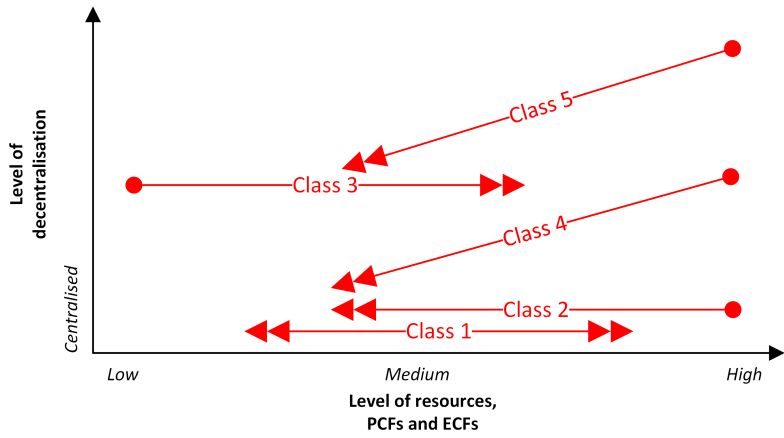 Level of
decentralisation
Centralised
Class 5
Class 3
Class 4
Class 2
Class 1
Low
Medium
High
Level of resources,
PCFs and ECFs